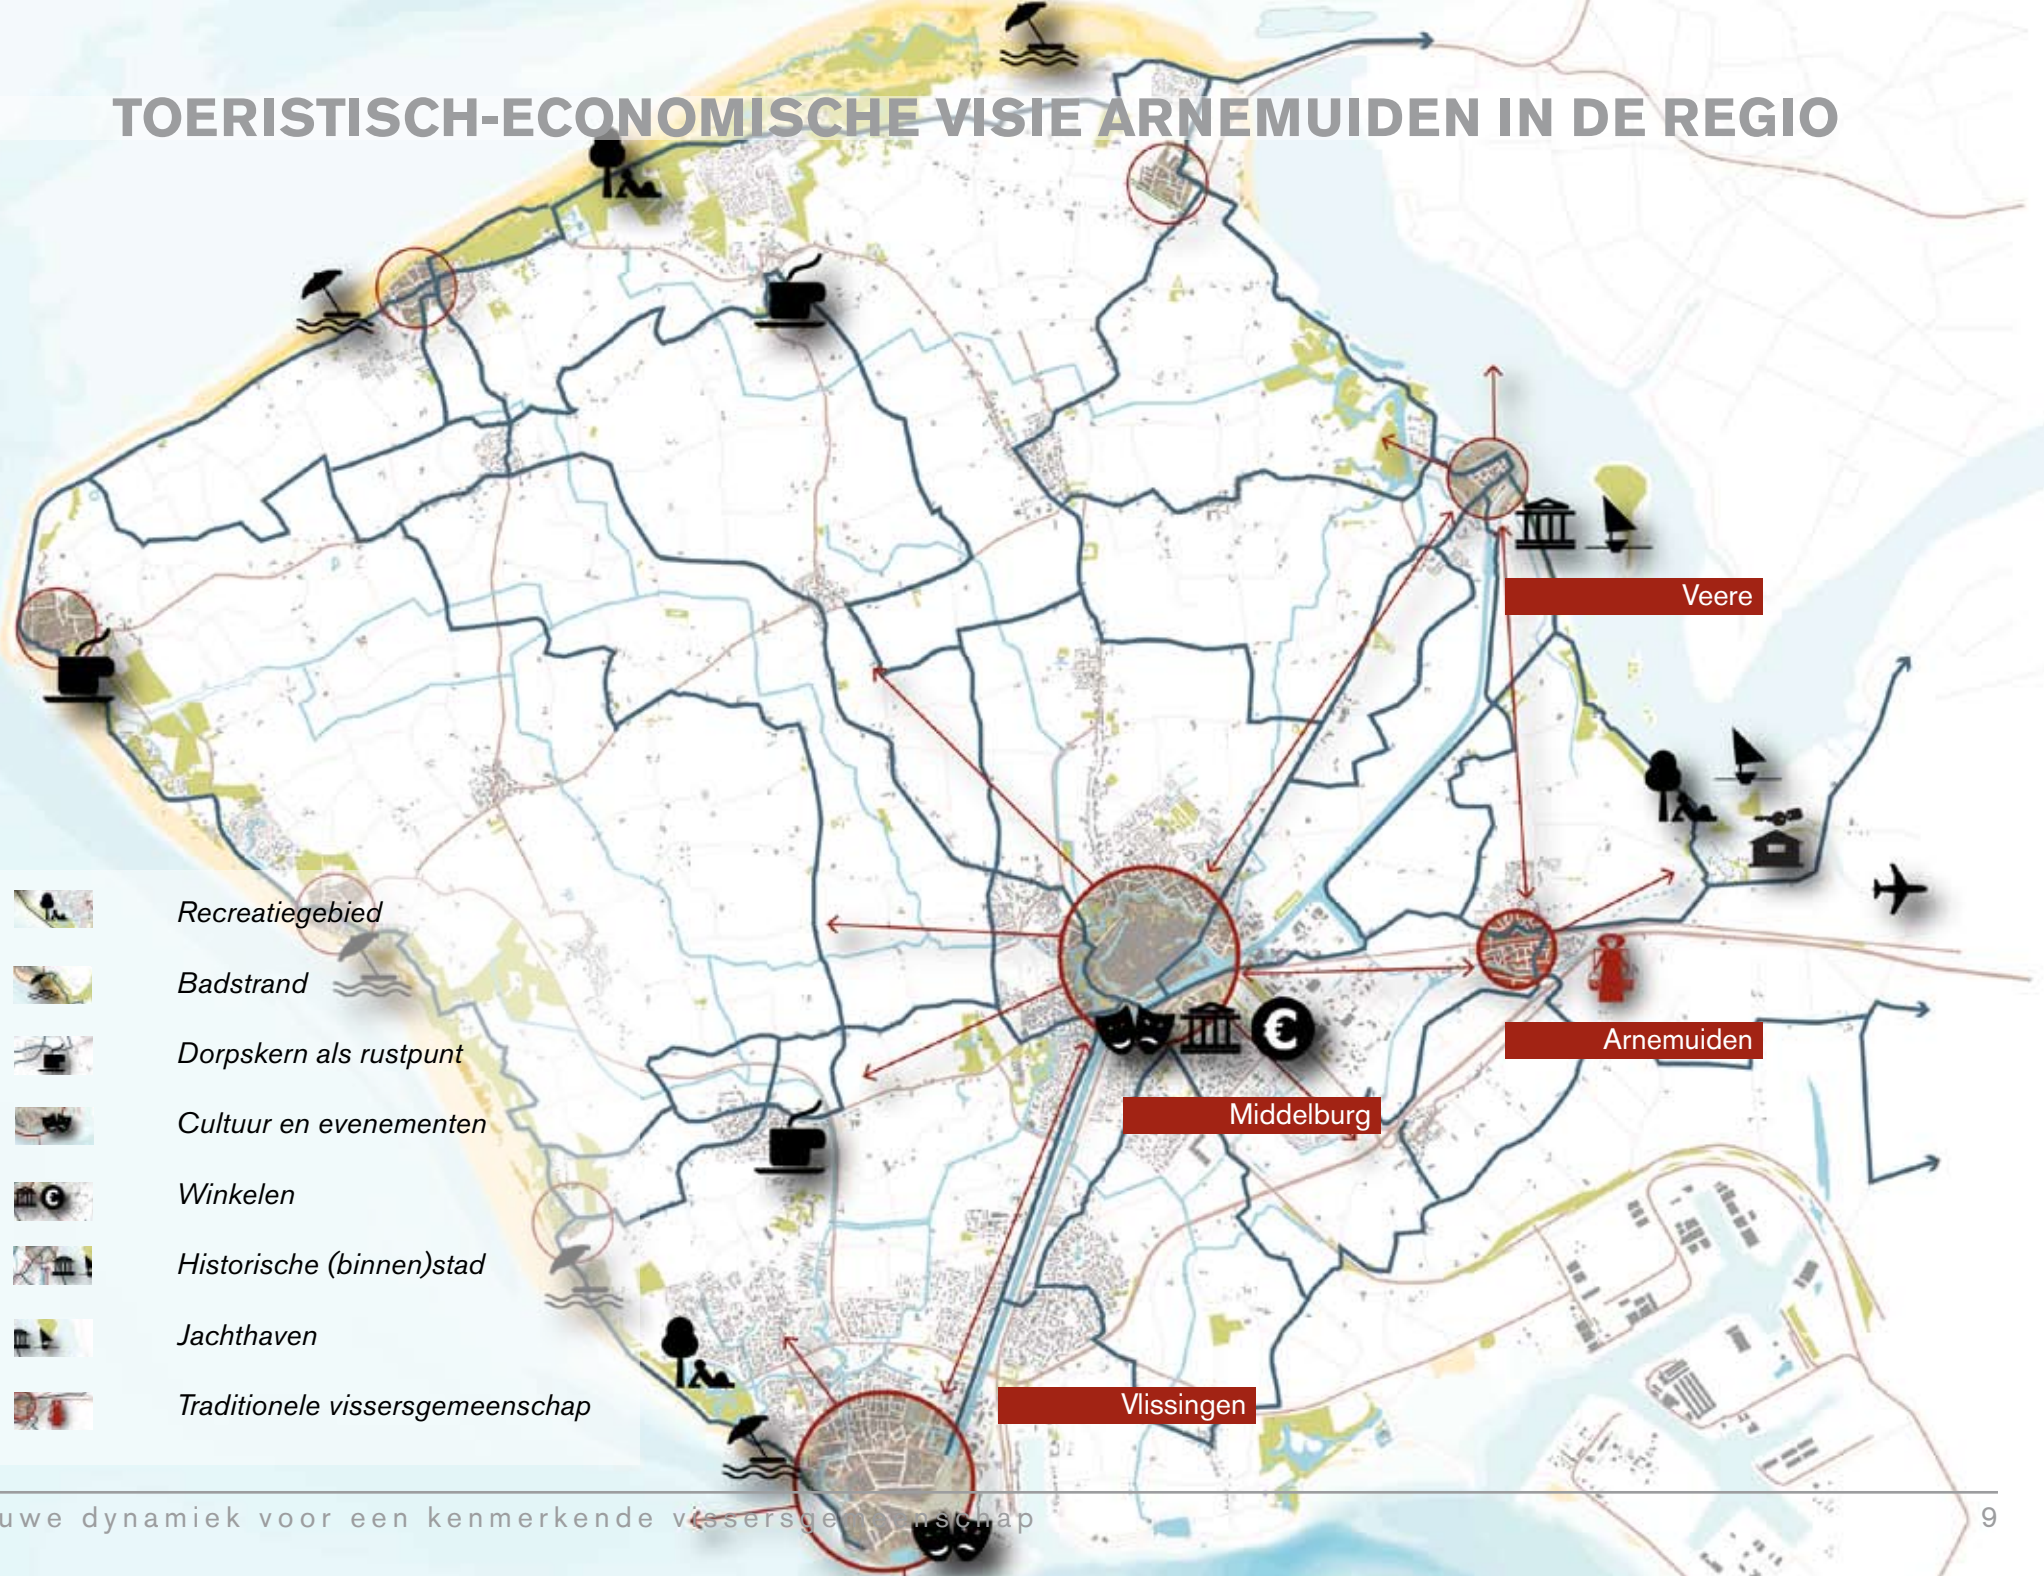 TOERISTISCH-ECONOMISCHE VISIE ARNEMUIDEN IN DE REGIO
Veere
Arnemuiden
Middelburg
Vlissingen
Recreatiegebied
Badstrand
Dorpskern als rustpunt
Cultuur en evenementen
Winkelen
Historische (binnen)stad
Jachthaven
Traditionele vissersgemeenschap
uwe dynamiek voor een kenmerkende vissersgemeenschap
9